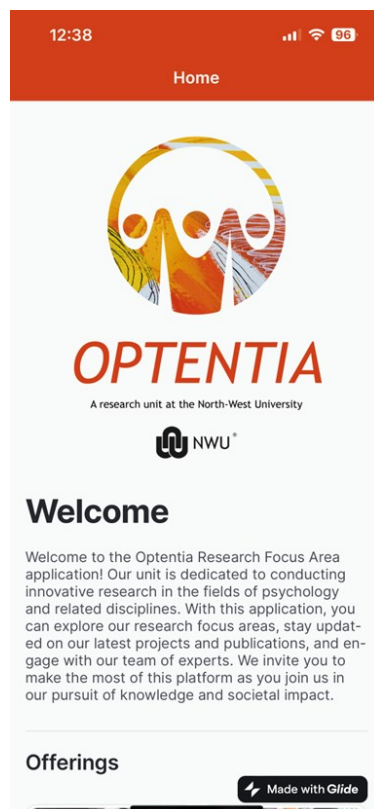 12:38
96
Home
OPTENTIA
A research unit at the North-West University
NWU®
Welcome
Welcome to the Optentia Research Focus Area
application! Our unit is dedicated to conducting
innovative research in the fields of psychology
and related disciplines. With this application, you
can explore our research focus areas, stay updat-
ed on our latest projects and publications, and en-
gage with our team of experts. We invite you to
make the most of this platform as you join us in
our pursuit of knowledge and societal impact.
Offerings
Made with Glide